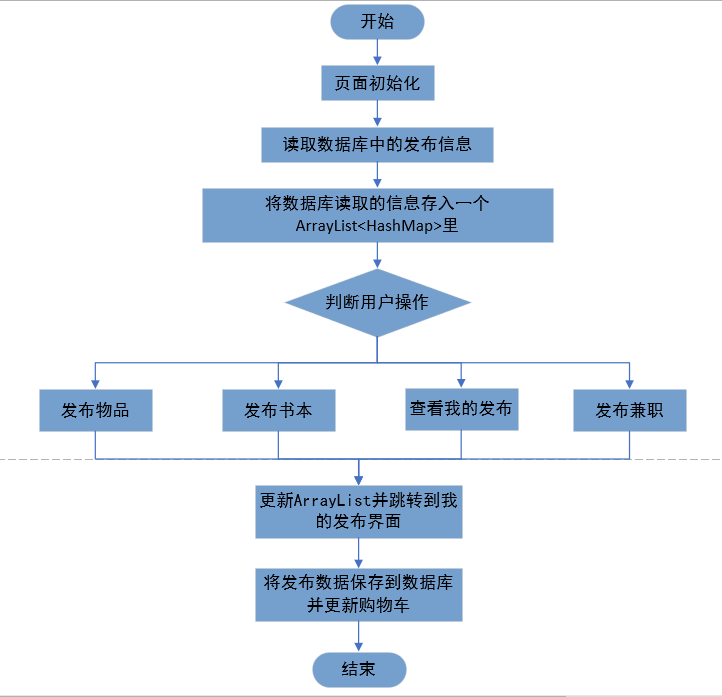 开始
页面初始化
读取数据库中的发布信息
将数据库读取的信息存入一个
ArrayList<HashMap>里
判断用户操作
发布物品
发布书本
查看我的发布
发布兼职
更新ArrayList并跳转到我
的发布界面
将发布数据保存到数据库
并更新购物车
结束